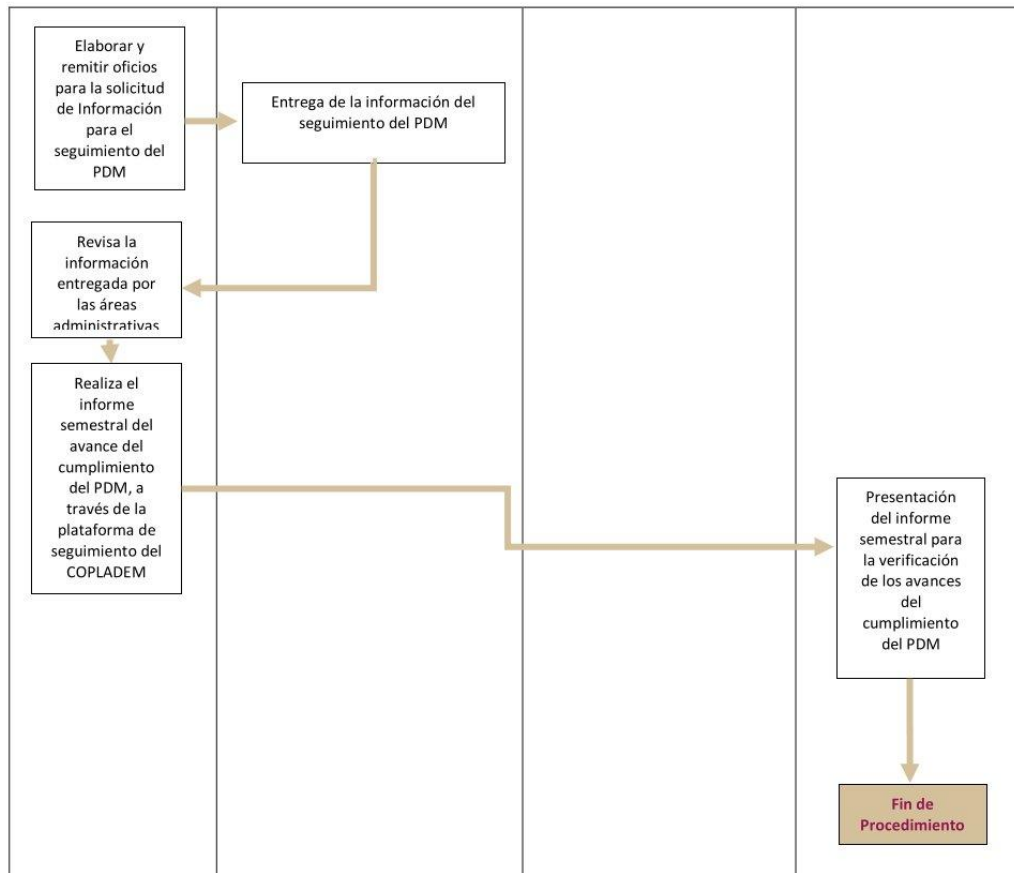 Elaborar y
remitir oficios
para la solicitud
de Información
para el
seguimiento del
PDM
Entrega de la información del
seguimiento del PDM
Revisa la
información
entregada por
las áreas
administrativas
Realiza el
informe
semestral del
avance del
cumplimiento
del PDM, a
través de la
plataforma de
seguimiento del
COPLADEM
Presentación
del informe
semestral para
la verificación
de los avances
del
cumplimiento
del PDM
Fin de
Procedimiento